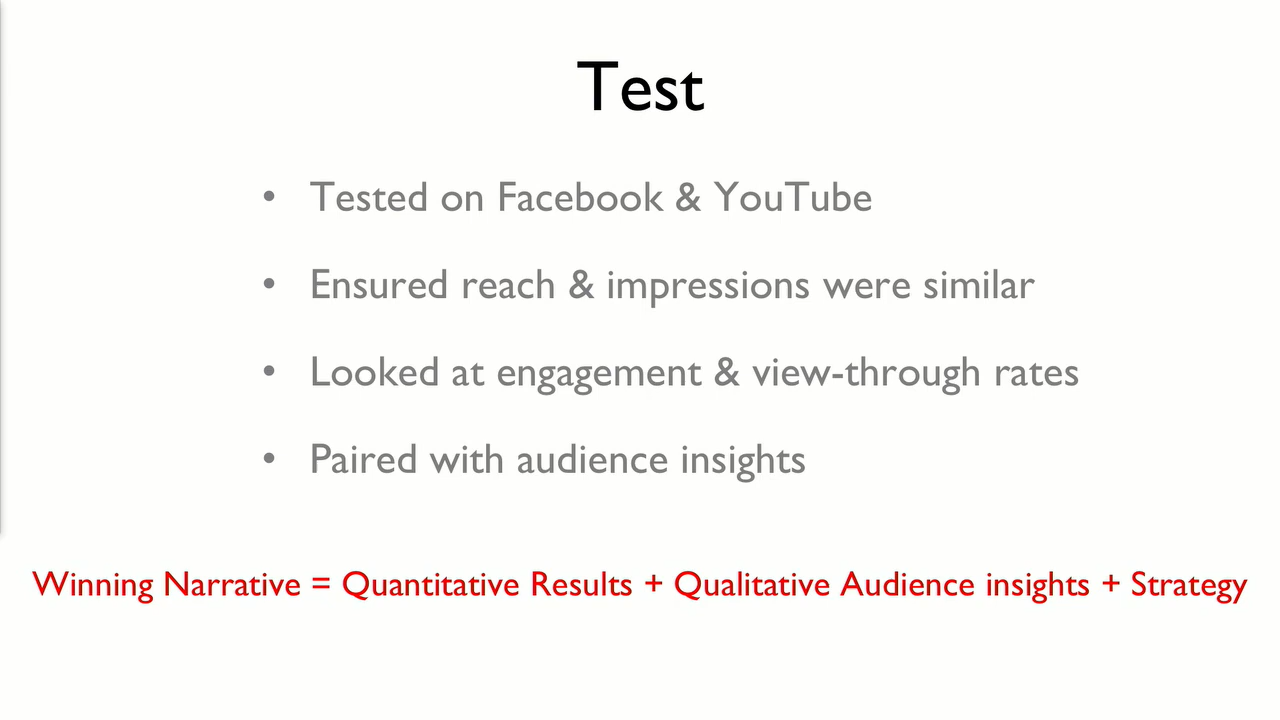 Test
• Tested on Facebook & YouTube
• Ensured reach & impressions were similar
• Looked at engagement & view-through rates
• Paired with audience insights
Winning Narrative = Quantitative Results + Qualitative Audience insights + Strategy